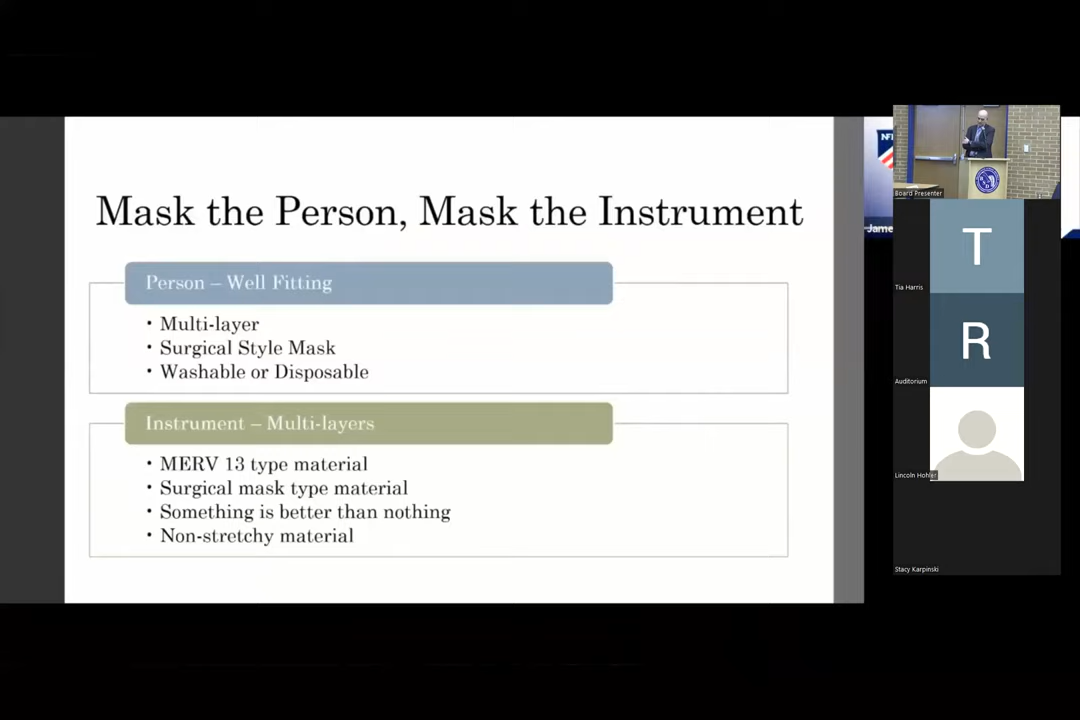 Mask the Person, Mask the Instrument
Person – Well Fitting
• Multi-layer
• Surgical Style Mask
• Washable or Disposable
Instrument – Multi-layers
• MERV 13 type material
• Surgical mask type material
• Something is better than nothing
• Non-stretchy material
NF
Jame
Board Presenter
T
Tia Harris
R
Auditorium
Lincoln Hohler
Stacy Karpinski